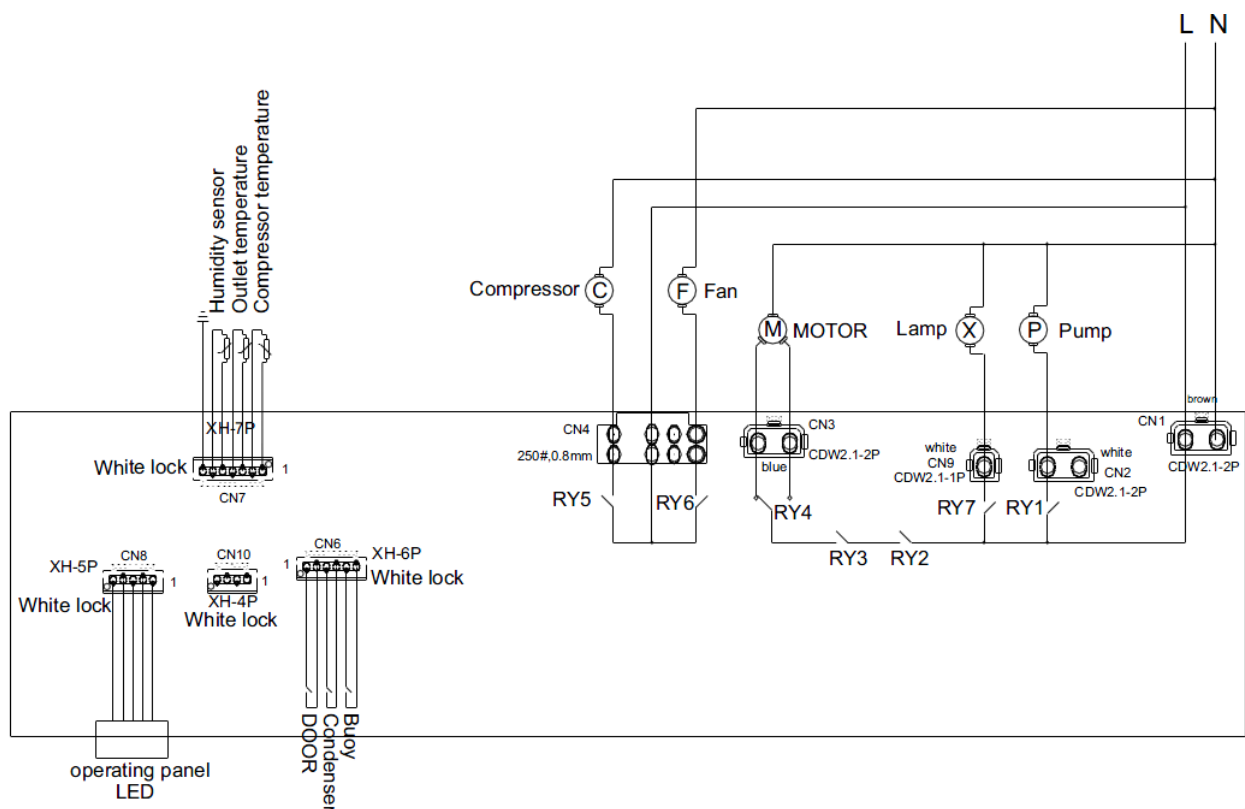 L N
Humidity sensor
Outlet temperature
Compressor temperature
Compressor
C
F
Fan
M
MOTOR
Lamp
X
P
Pump
XH-7P
White lock
1
CN7
CN4
250#,0.8mm
CN3
blue
CDW2.1-2P
white
CN9
CDW2.1-1P
white
CN2
CDW2.1-2P
brown
CN1
CDW2.1-2P
RY5
RY6
RY4
RY7
RY1
RY3
RY2
XH-5P
CN8
1
White lock
CN10
1
XH-4P
White lock
CN6
1
XH-6P
White lock
DOOR
Condenser
Buoy
operating panel
LED